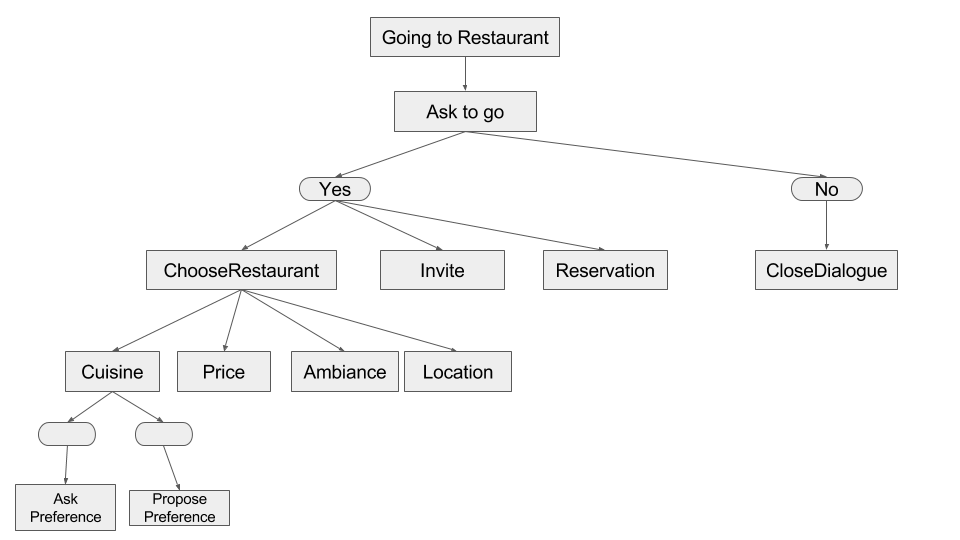 Going to Restaurant
Ask to go
Yes
No
ChooseRestaurant
Invite
Reservation
CloseDialogue
Cuisine
Price
Ambiance
Location
Ask
Preference
Propose
Preference